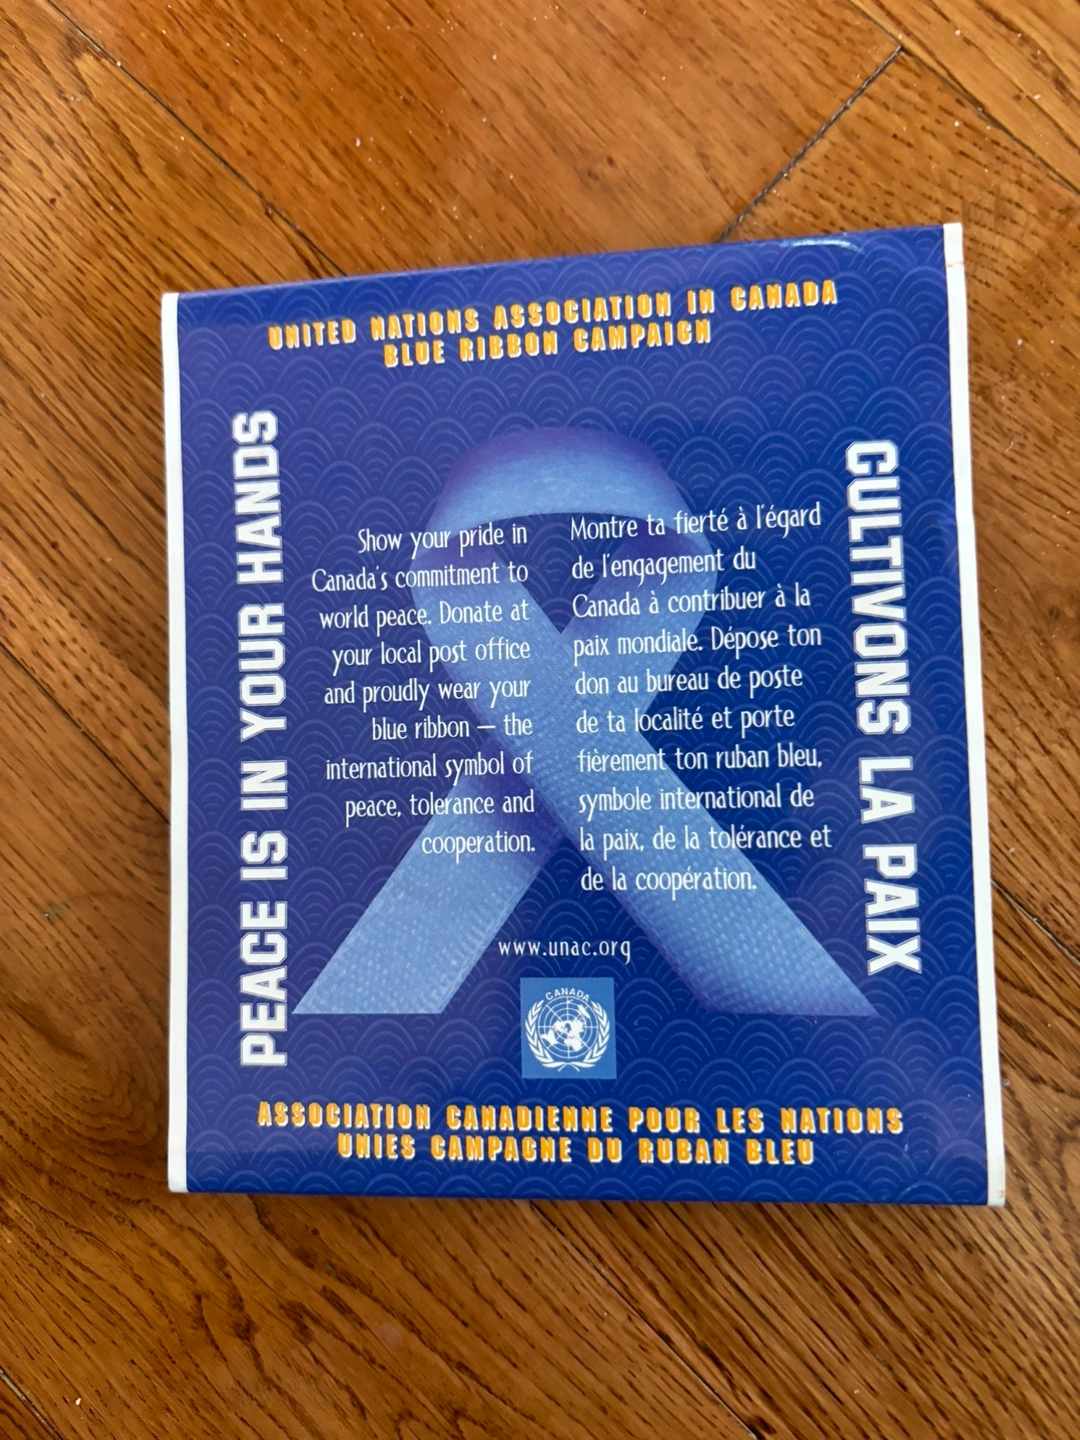 UNITED NATIONS ASSOCIATION IN CANADA
BLUE RIBBON CAMPAIGN
PEACE IS IN YOUR HANDS
Show your pride in
Canada's commitment to
world peace. Donate at
your local post office
and proudly wear your
blue ribbon – the
international symbol of
peace, tolerance and
cooperation.
Montre ta fierté à l'égard
de l'engagement du
Canada à contribuer à la
paix mondiale. Dépose ton
don au bureau de poste
de ta localité et porte
fièrement ton ruban bleu,
symbole international de
la paix, de la tolérance et
de la coopération.
CULTIVONS LA PAIX
www.unac.org
CANADA
ASSOCIATION CANADIENNE POUR LES NATIONS
UNIES CAMPAGNE DU RUBAN BLEU